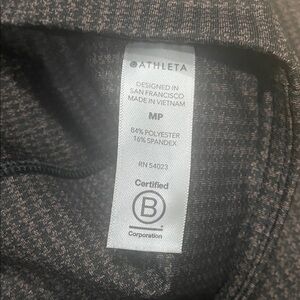 ATHLETA
DESIGNED IN
SAN FRANCISCO
MADE IN VIETNAM
MP
84% POLYESTER
16% SPANDEX
RN 54023
Certified
B
Corporation